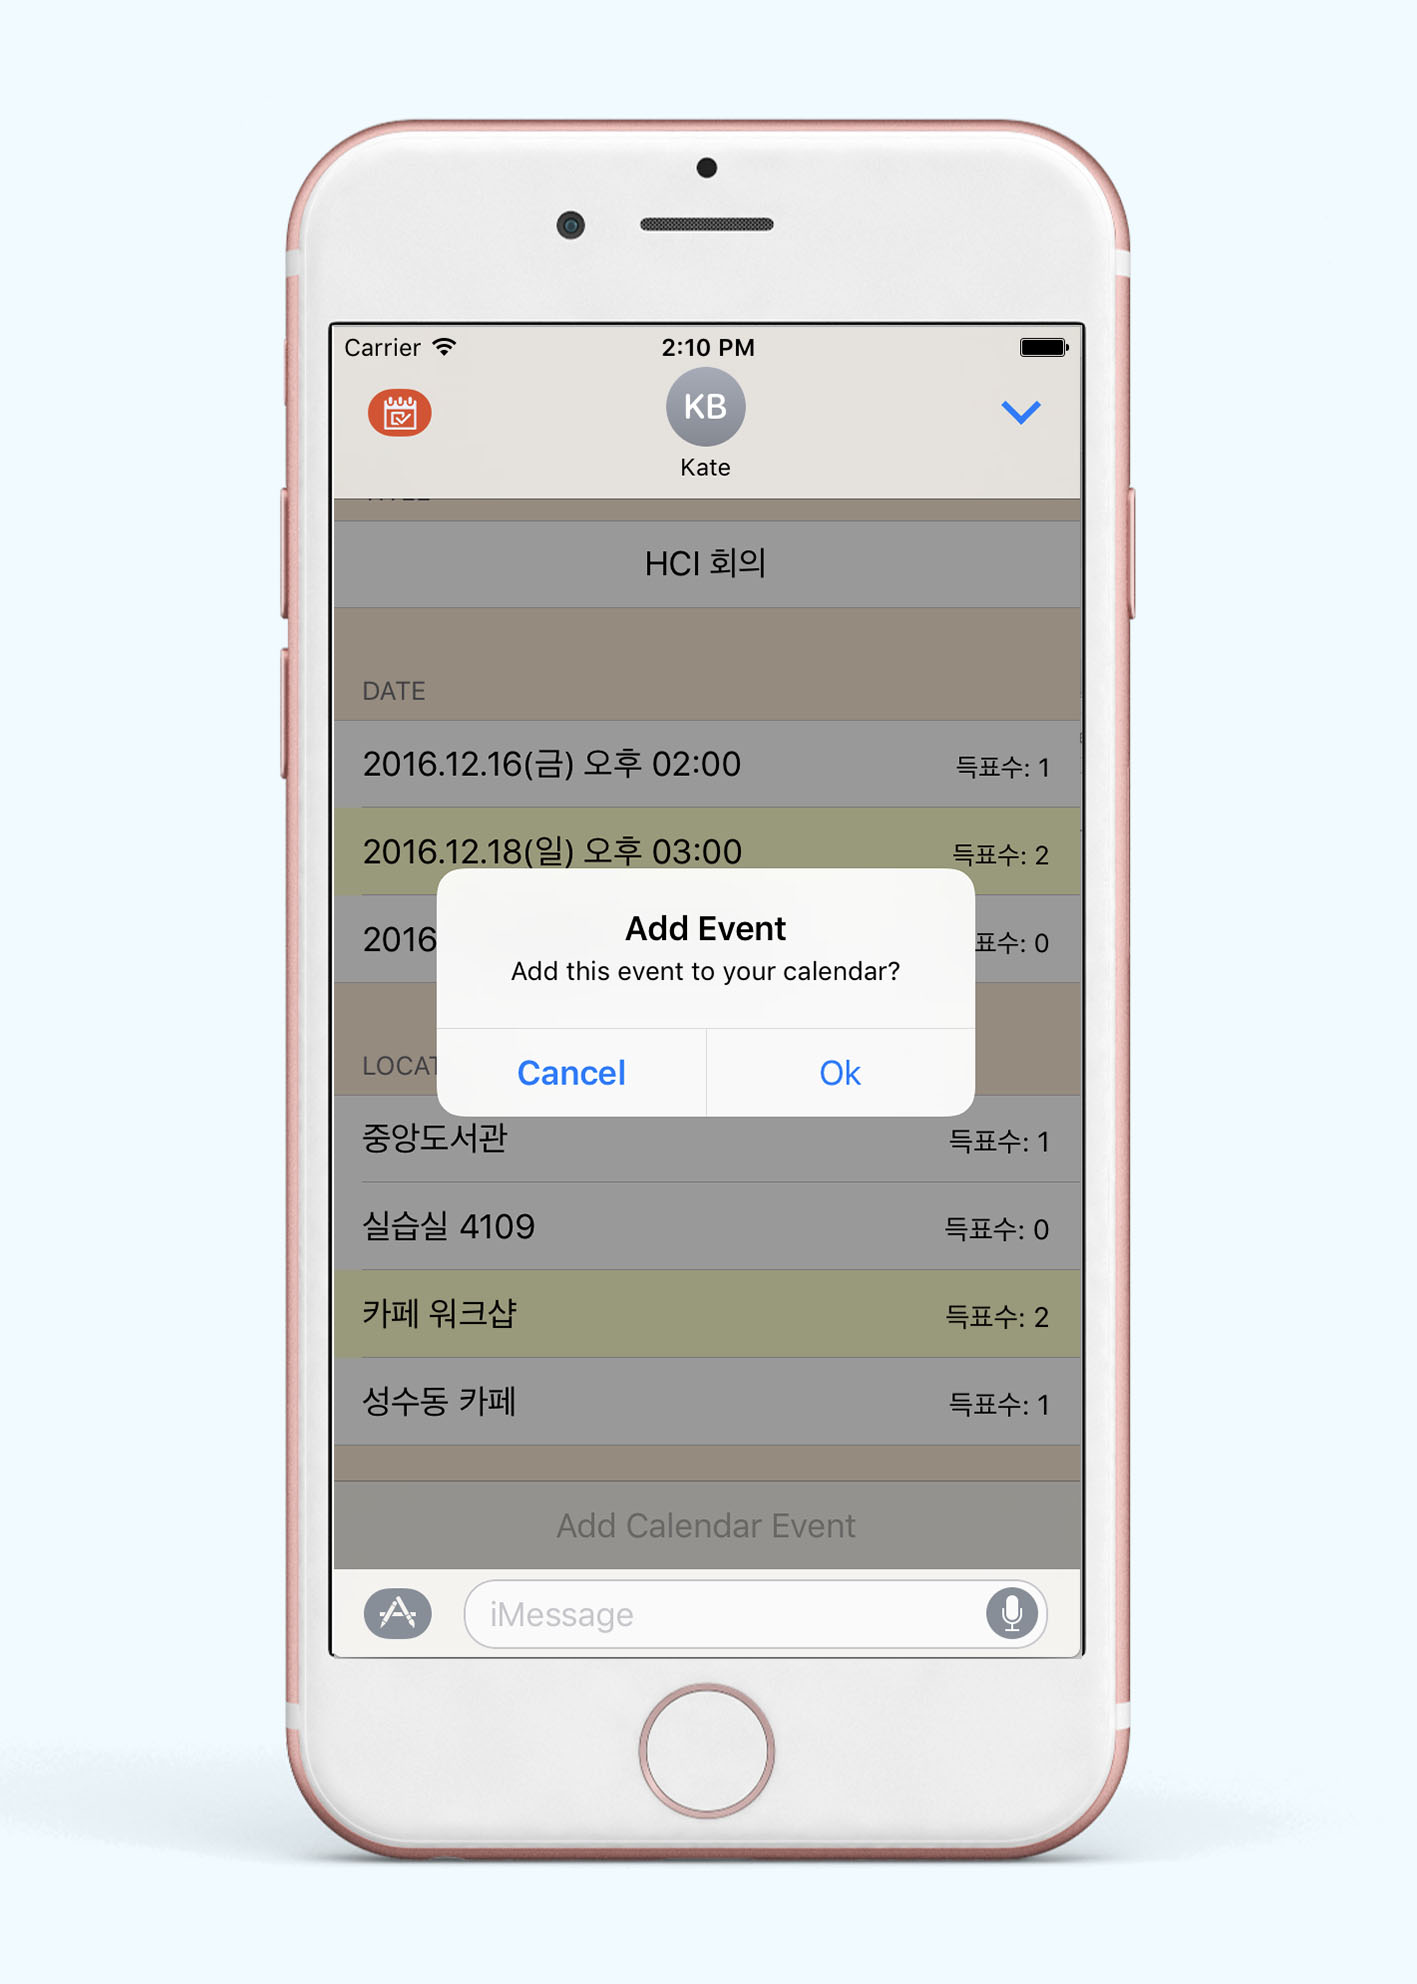 Carrier
2:10 PM
KB
Kate
HCI 회의
DATE
2016.12.16(금) 오후 02:00
득표수: 1
2016.12.18(일) 오후 03:00
득표수: 2
Add Event
Add this event to your calendar?
Cancel
Ok
2016
표수: 0
LOCAT
중앙도서관
득표수: 1
실습실 4109
득표수: 0
카페 워크샵
득표수: 2
성수동 카페
득표수: 1
Add Calendar Event
iMessage